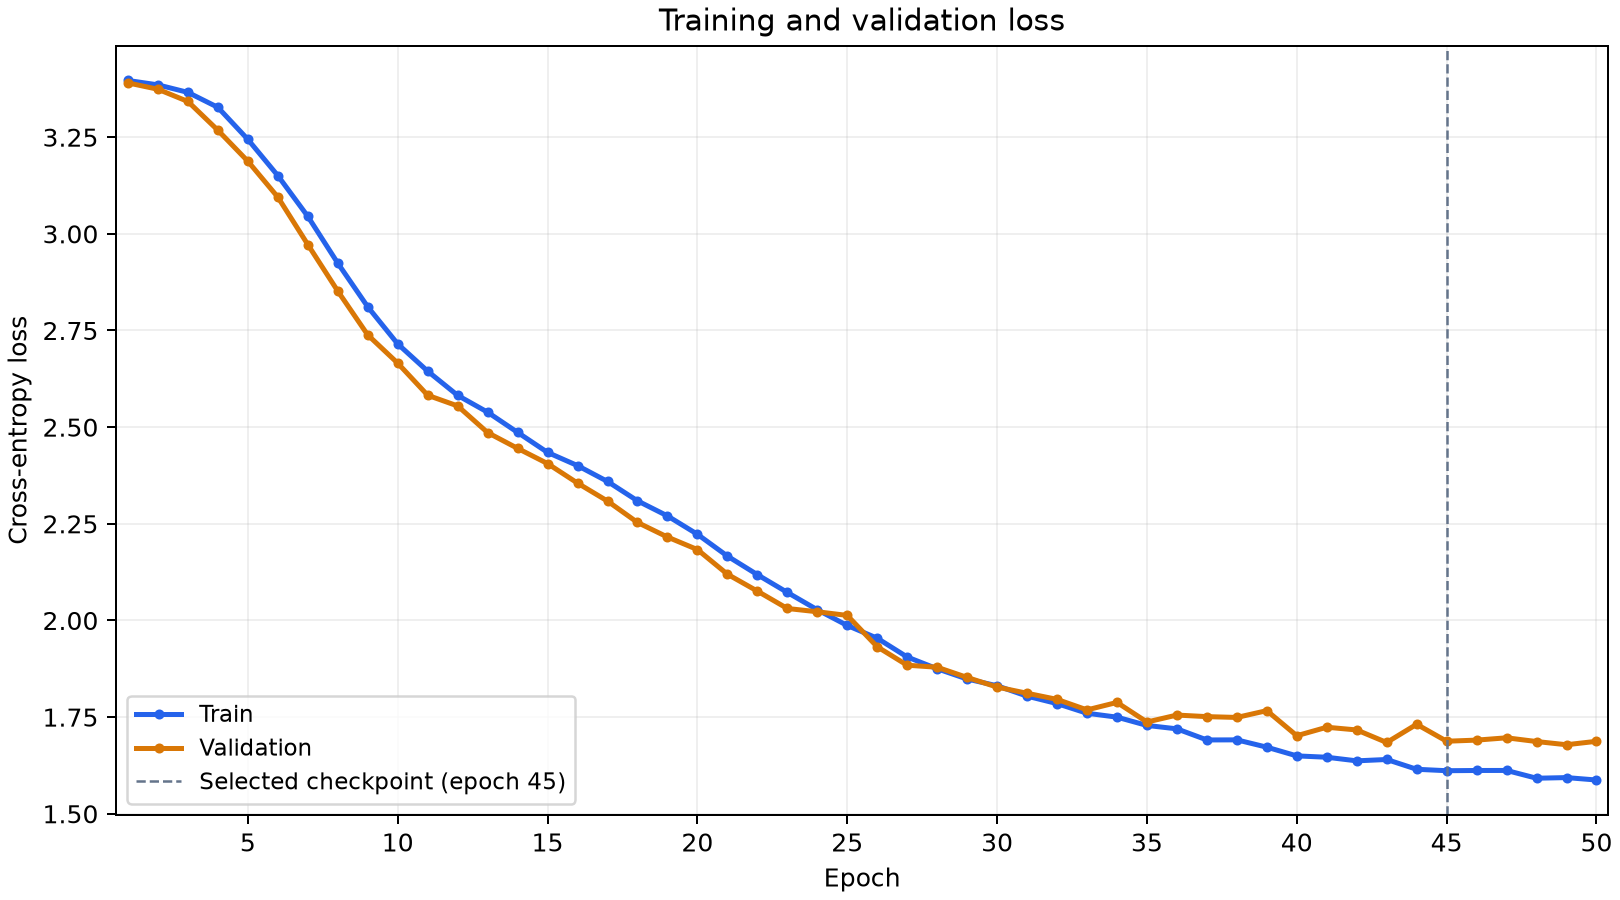 Training and validation loss
Cross-entropy loss
3.25
3.00
2.75
2.50
2.25
2.00
1.75
1.50
Train
Validation
Selected checkpoint (epoch 45)
5 10 15 20 25 30 35 40 45 50
Epoch